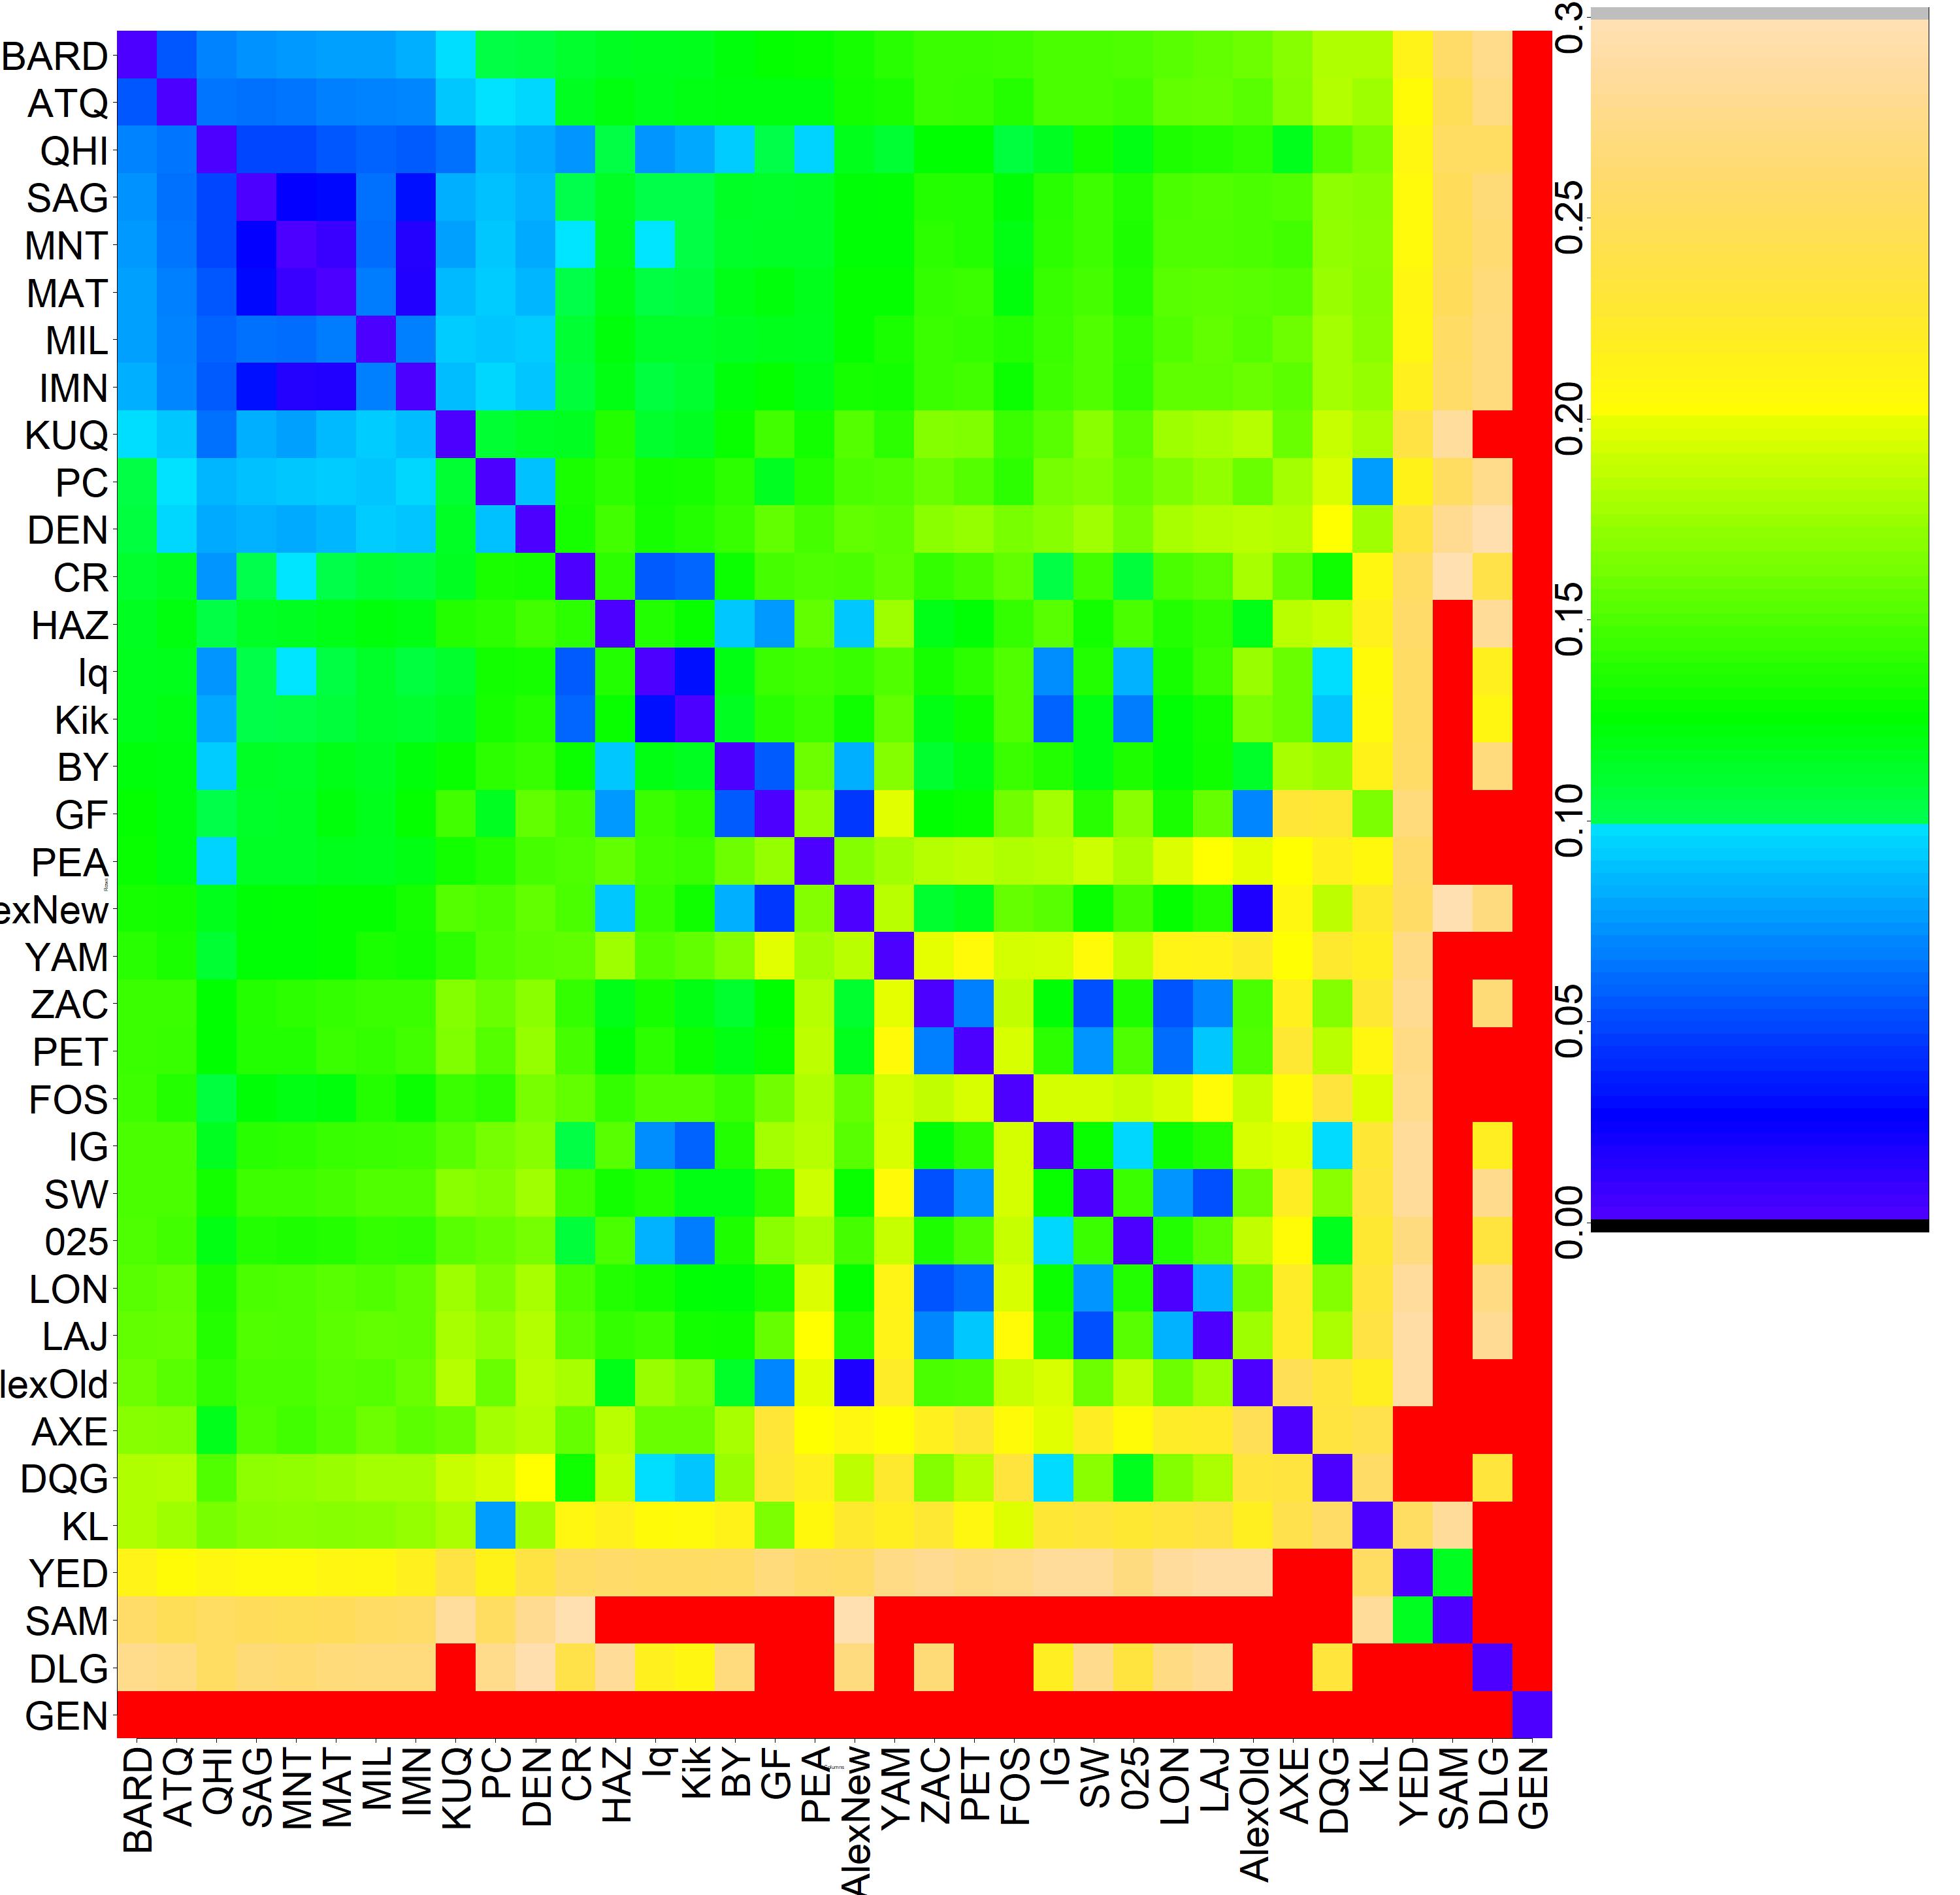 BARD
ATQ
QHI
SAG
MNT
MAT
MIL
IMN
KUQ
PC
DEN
CR
HAZ
Iq
Kik
BY
GF
PEA
Rows
exNew
YAM
ZAC
PET
FOS
IG
SW
025
LON
LAJ
lexOld
AXE
DQG
KL
YED
SAM
DLG
GEN
BARD ATQ QHI SAG MNT MAT MIL IMN KUQ PC DEN CR HAZ Iq Kik BY GF PEA AlexNew YAM ZAC PET FOS IG SW 025 LON LAJ AlexOld AXE DQG KL YED SAM DLG GEN
Columns
0.3
0.25
0.20
0.15
0.10
0.05
0.00